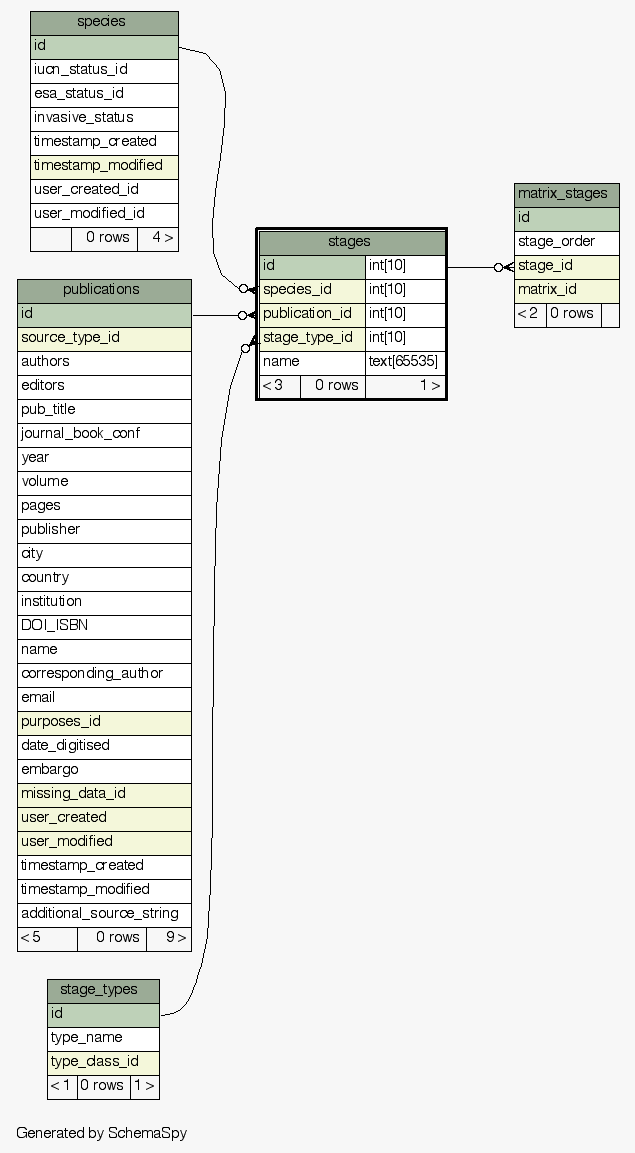 species
id
iucn_status_id
esa_status_id
invasive_status
timestamp_created
timestamp_modified
user_created_id
user_modified_id
0 rows 4 >
publications
id
source_type_id
authors
editors
pub_title
journal_book_conf
year
volume
pages
publisher
city
country
institution
DOI_ISBN
name
corresponding_author
email
purposes_id
date_digitised
embargo
missing_data_id
user_created
user_modified
timestamp_created
timestamp_modified
additional_source_string
< 5 0 rows 9 >
stage_types
id
type_name
type_class_id
< 1 0 rows 1 >
stages
id int[10]
species_id int[10]
publication_id int[10]
stage_type_id int[10]
name text[65535]
< 3 0 rows 1 >
matrix_stages
id
stage_order
stage_id
matrix_id
< 2 0 rows
Generated by SchemaSpy